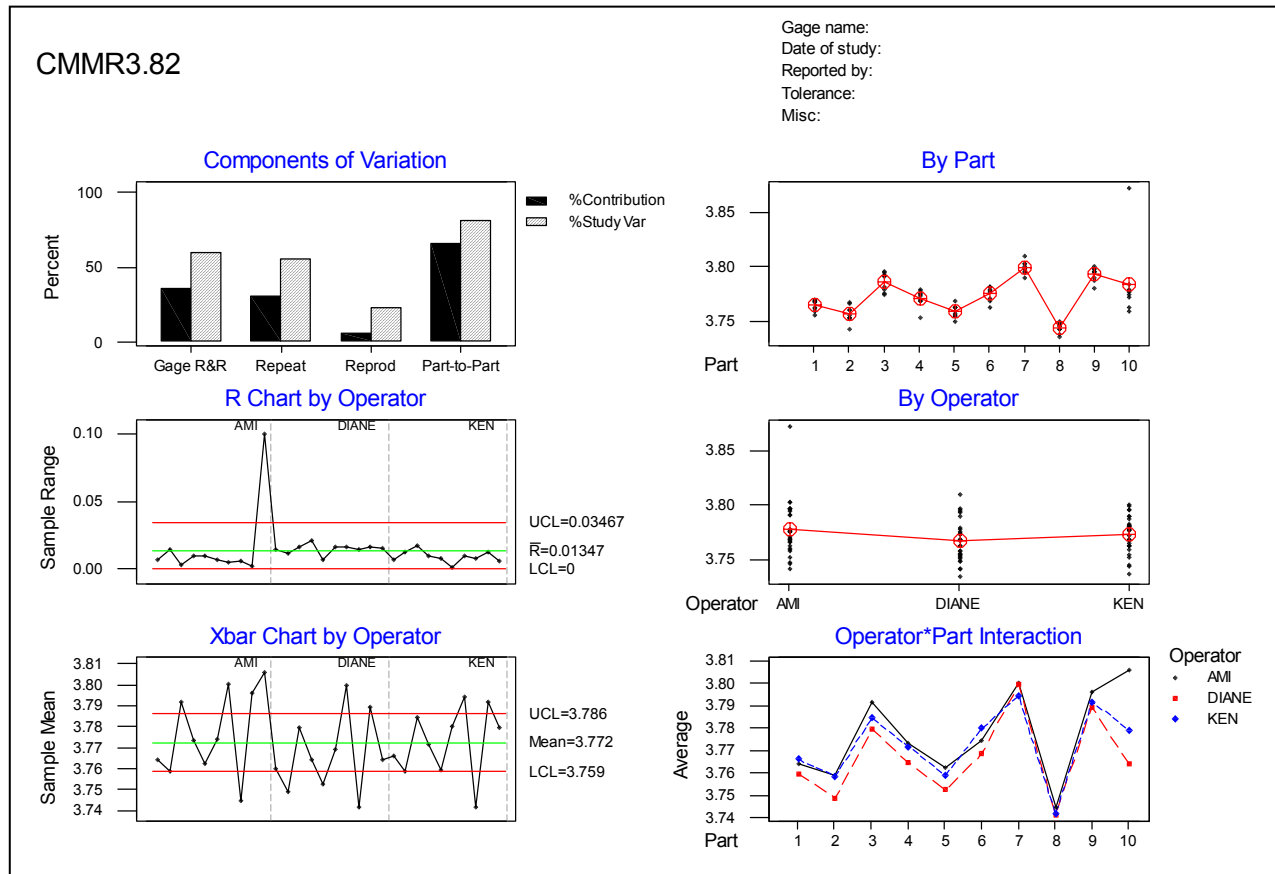 CMMR3.82
Gage name:
Date of study:
Reported by:
Tolerance:
Misc:
Components of Variation
100
50
0
Percent
Gage R&R Repeat Reprod Part-to-Part
%Contribution
%Study Var
By Part
3.85
3.80
3.75
Part 1 2 3 4 5 6 7 8 9 10
R Chart by Operator
AMI DIANE KEN
0.10
0.05
0.00
Sample Range
UCL=0.03467
R=0.01347
LCL=0
By Operator
3.85
3.80
3.75
Operator AMI DIANE KEN
Xbar Chart by Operator
AMI DIANE KEN
3.81
3.80
3.79
3.78
3.77
3.76
3.75
3.74
Sample Mean
UCL=3.786
Mean=3.772
LCL=3.759
Operator*Part Interaction
3.81
3.80
3.79
3.78
3.77
3.76
3.75
3.74
Average
Part 1 2 3 4 5 6 7 8 9 10
Operator
AMI
DIANE
KEN